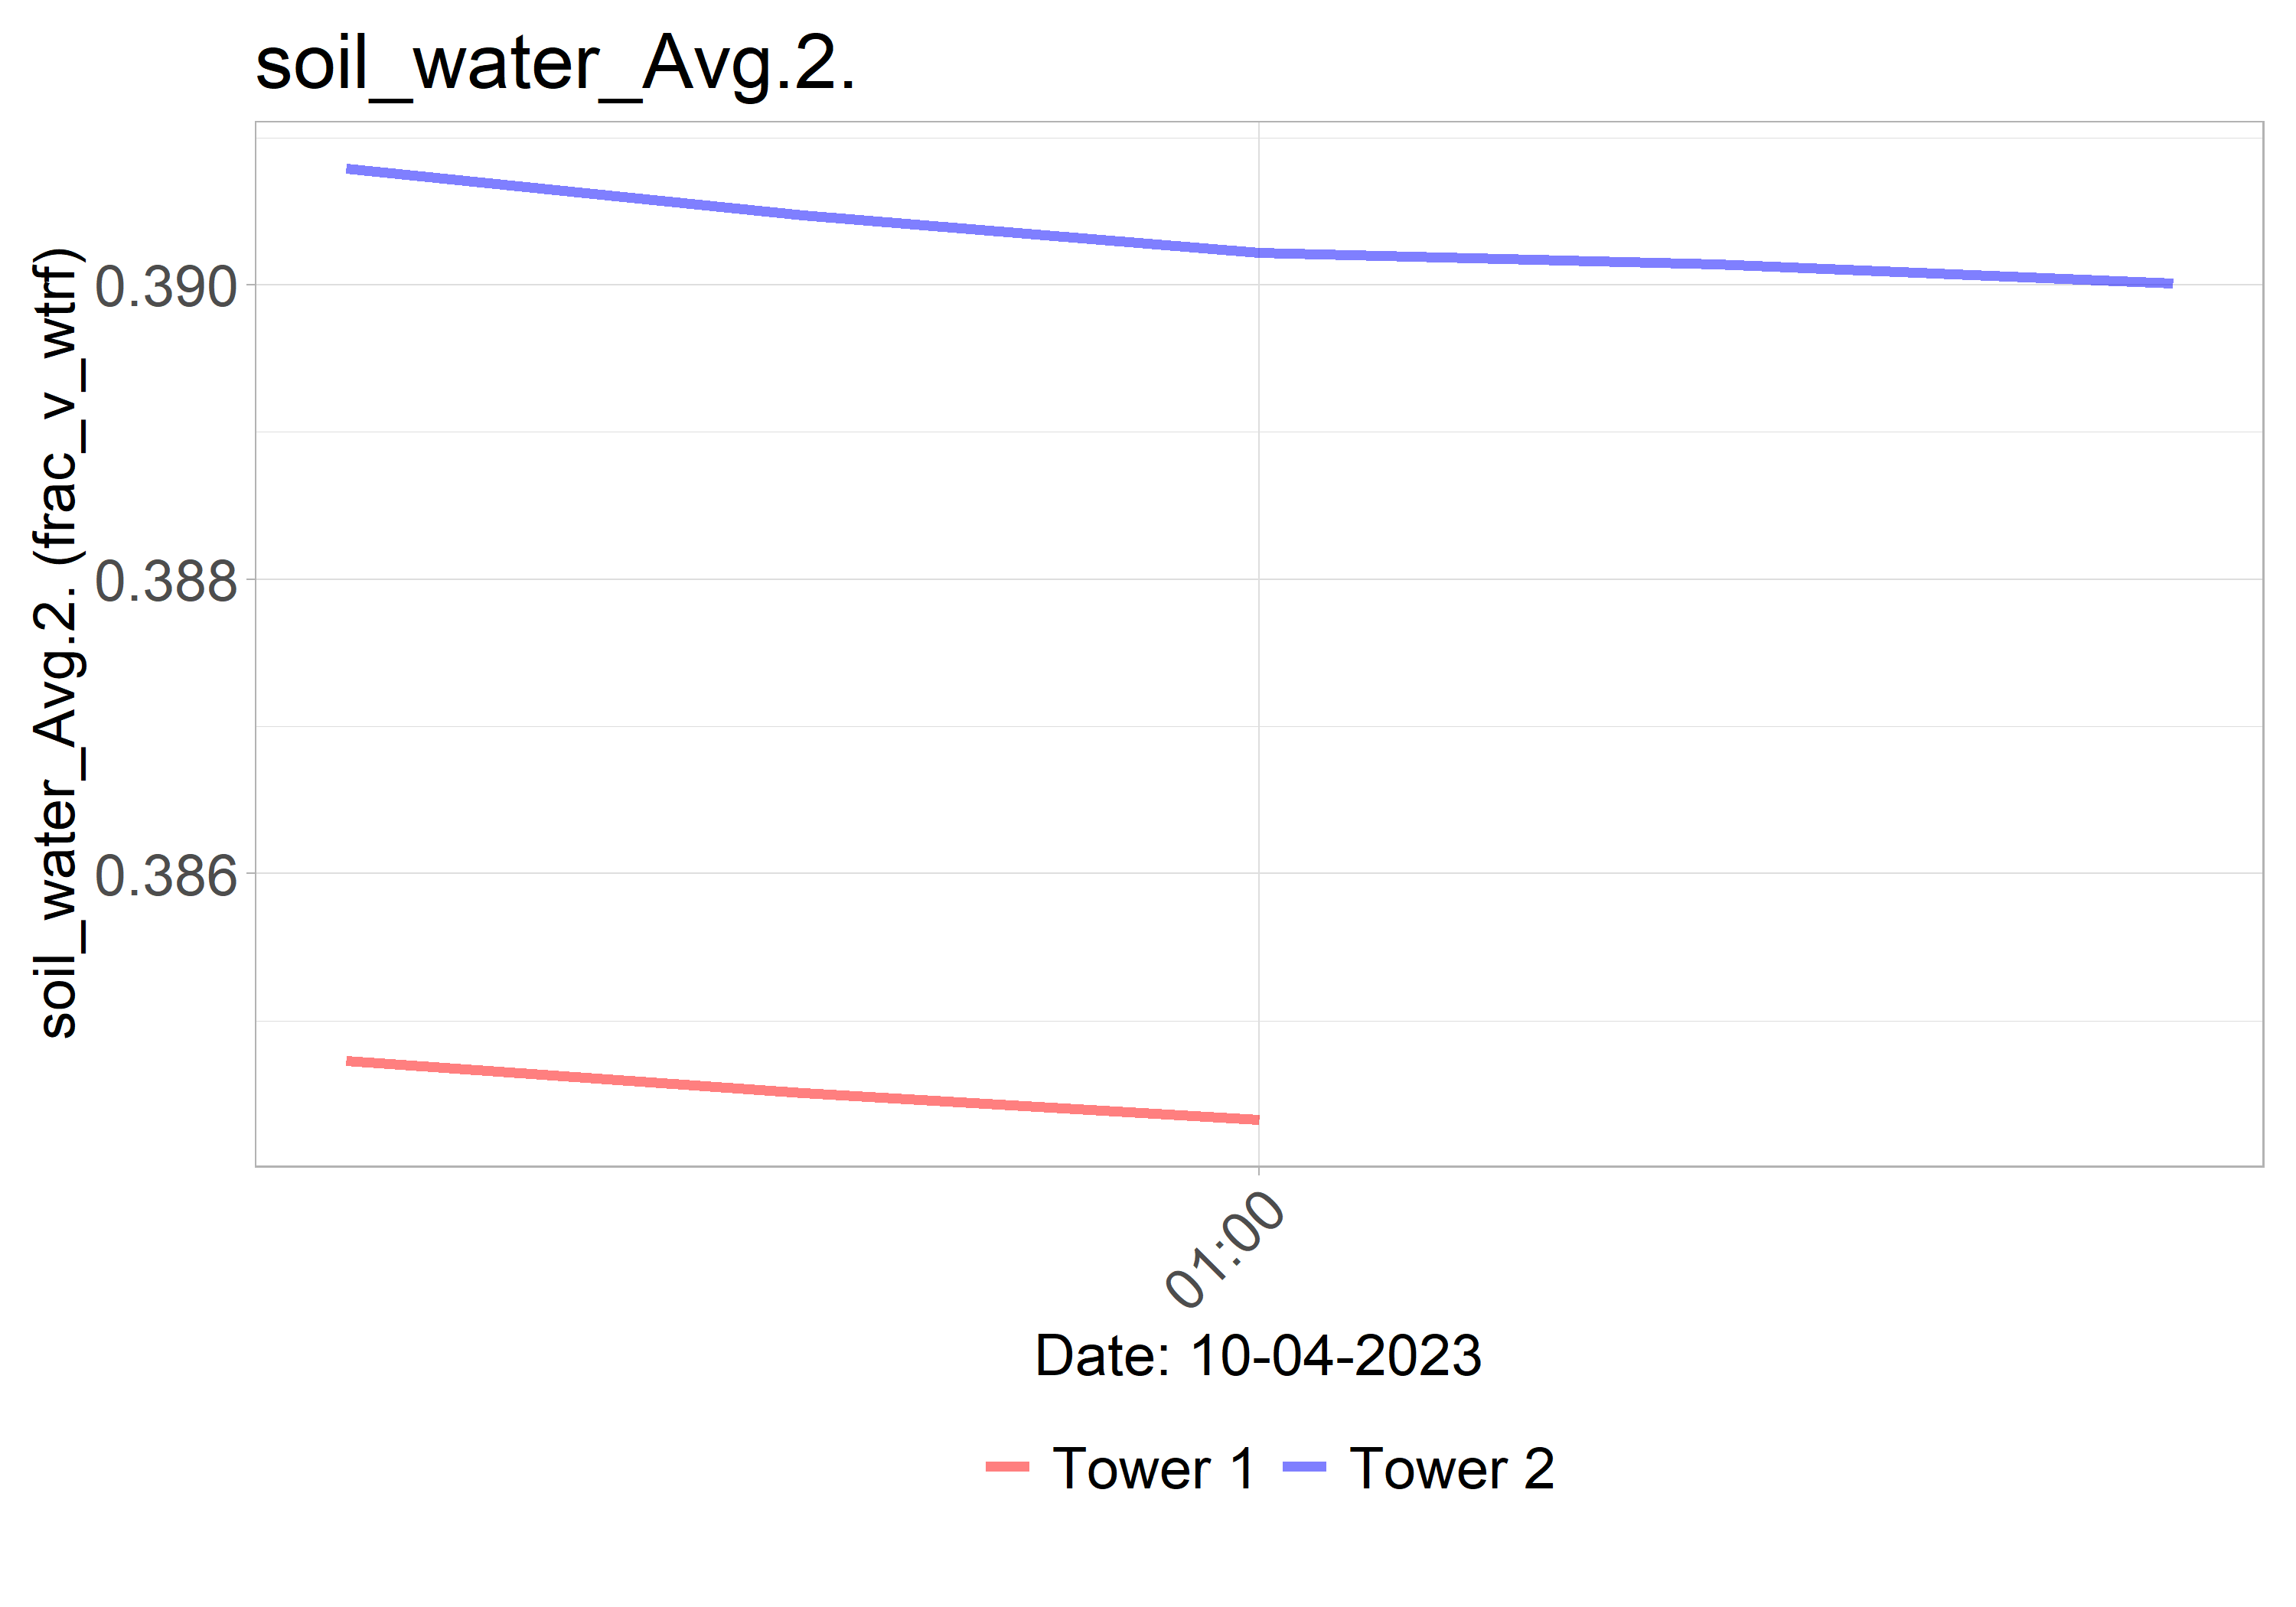 soil_water_Avg.2.
soil_water_Avg.2. (frac_v_wtrf)
0.390
0.388
0.386
01:00
Date: 10-04-2023
Tower 1
Tower 2